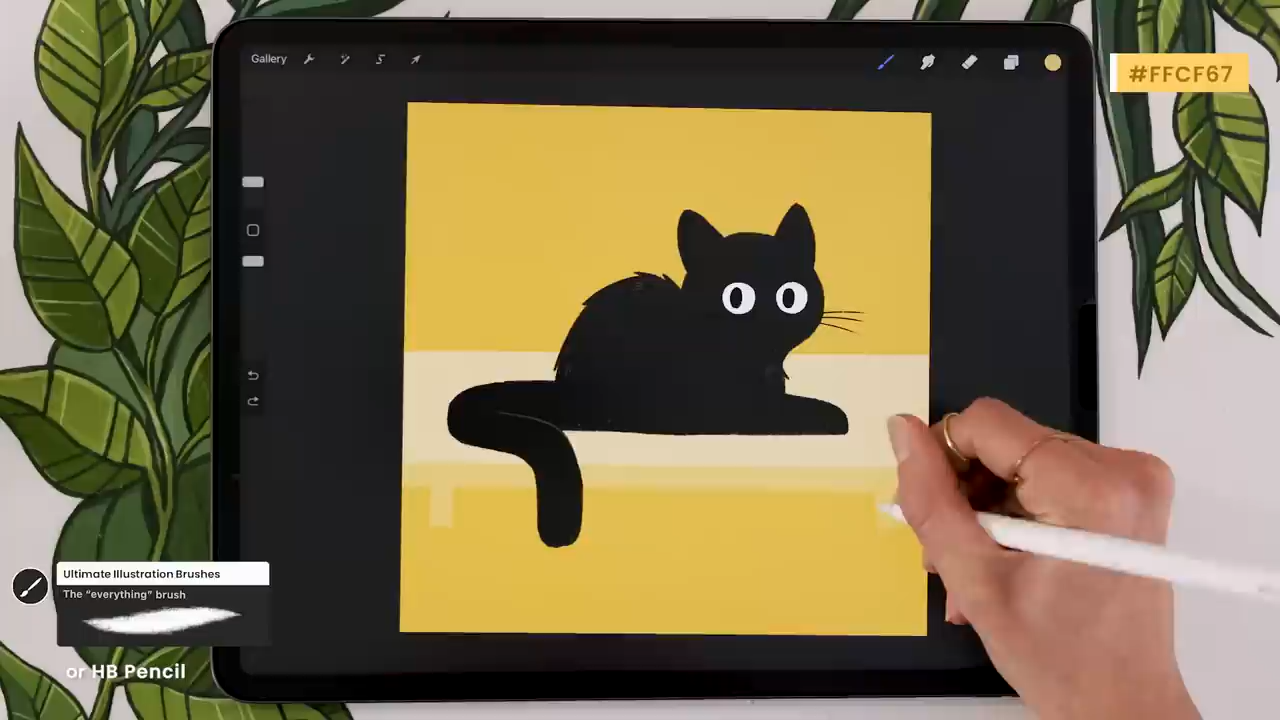 Gallery
#FFCF67
Ultimate Illustration Brushes
The “everything” brush
or HB Pencil